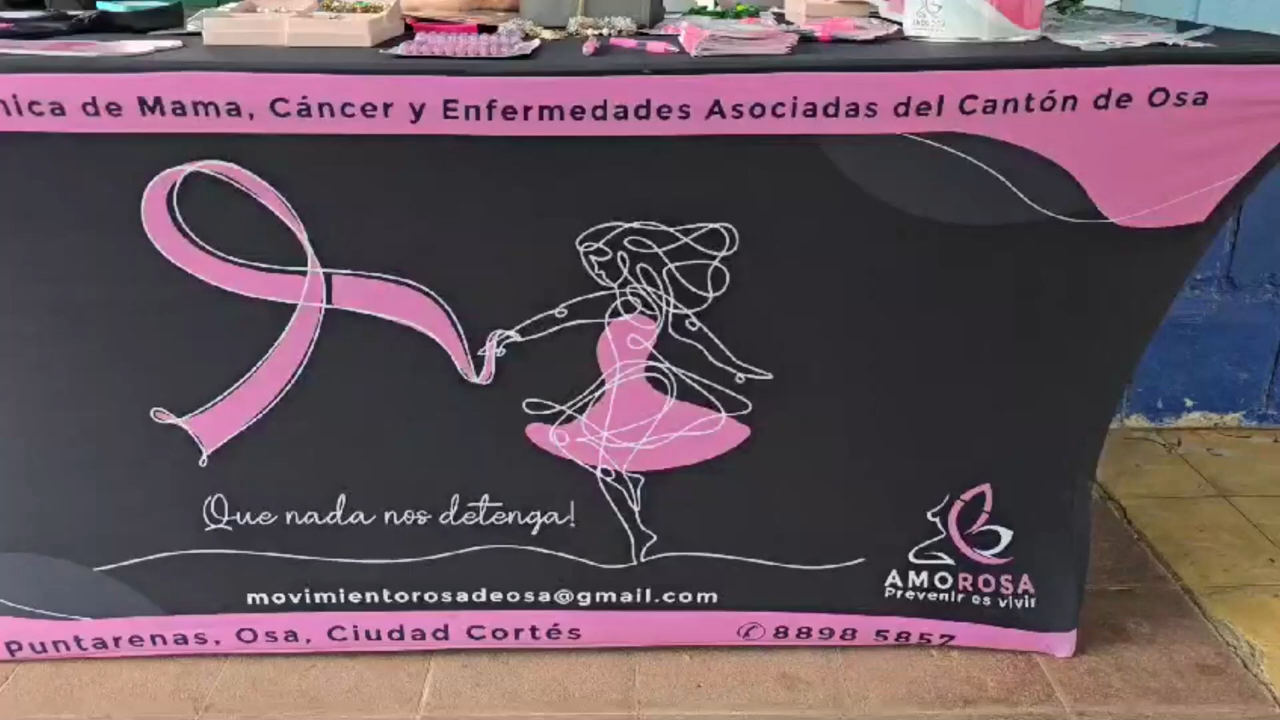 de Mama, Cáncer y Enfermedades Asociadas del Cantón de Osa
Que nada nos detenga!
AMOROSA
Prevenir es vivir
movimientorosadeosa@gmail.com
Puntarenas, Osa, Ciudad Cortés
8898 5857